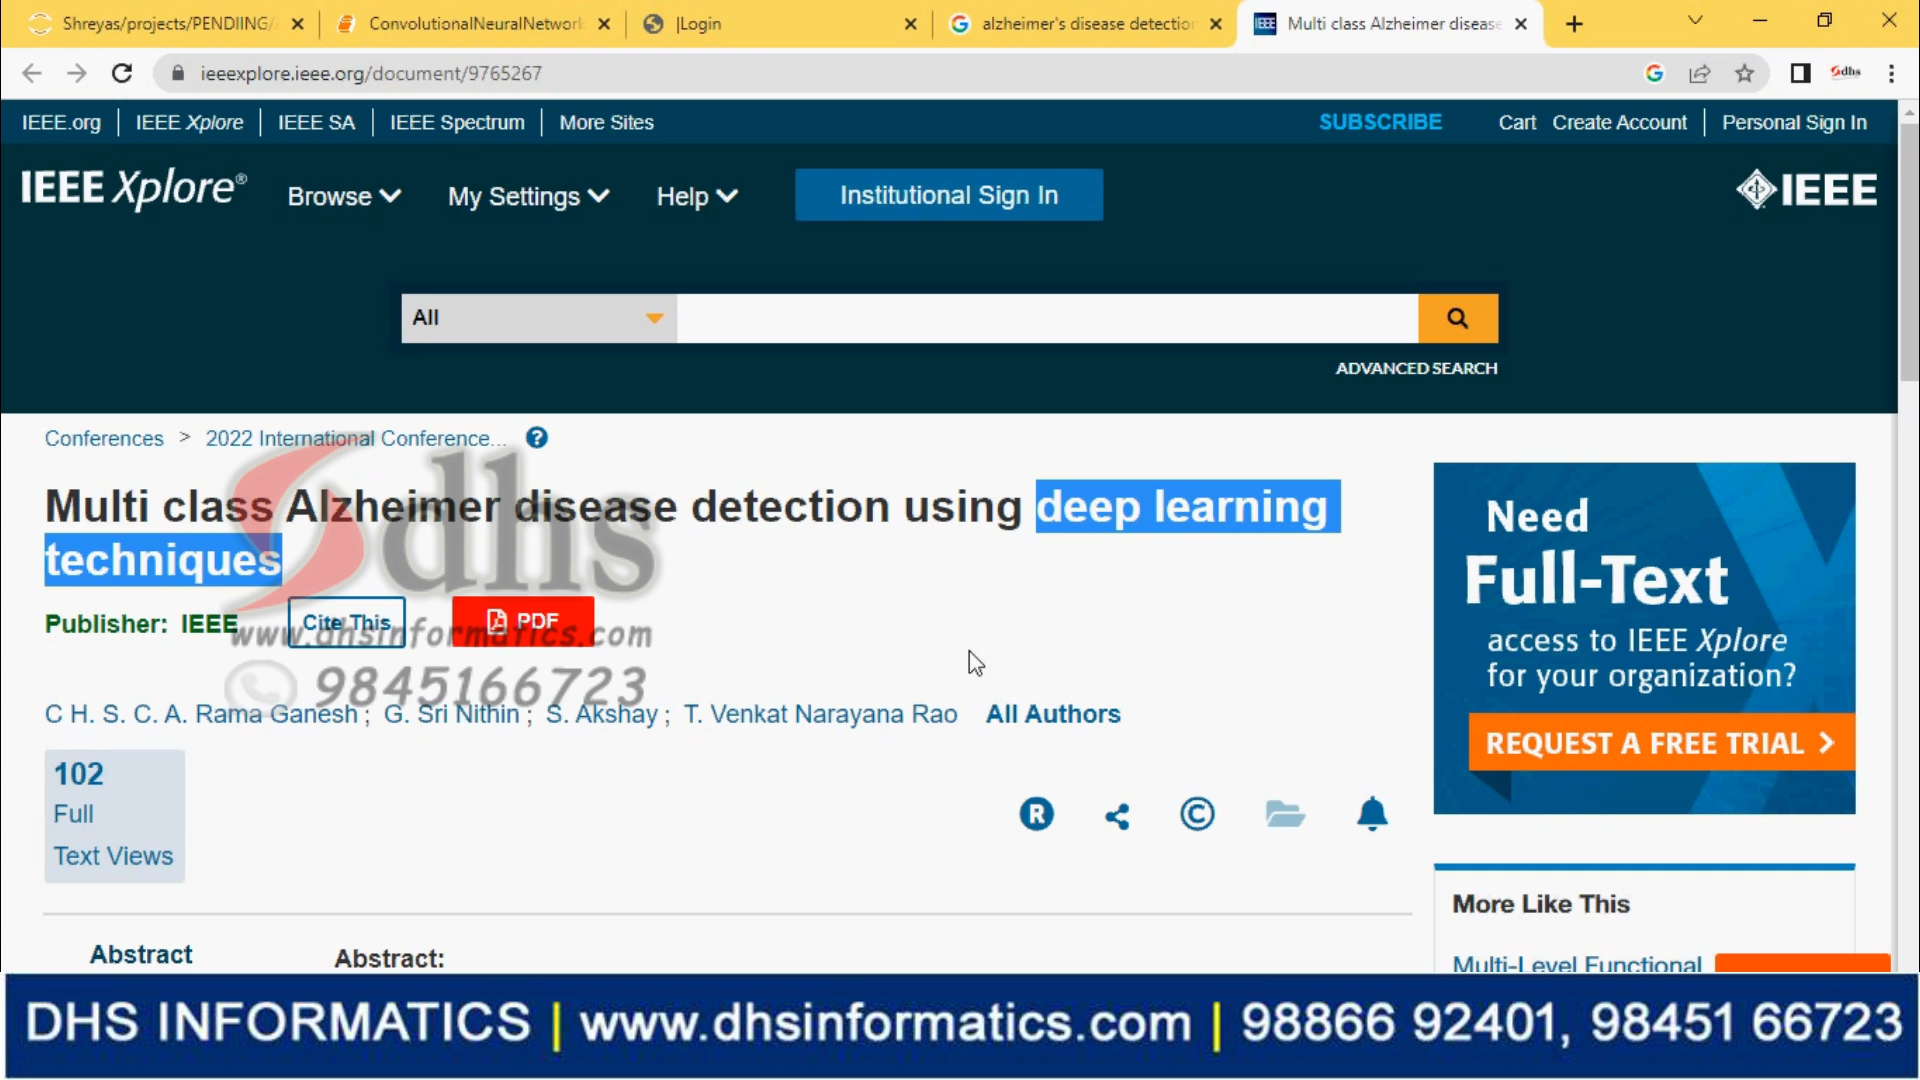 Shreyas/projects/PENDIING/
ConvolutionalNeuralNetwork
|Login
alzheimer's disease detection
Multi class Alzheimer disease
ieeexplore.ieee.org/document/9765267
Sdhs
IEEE.org
IEEE Xplore
IEEE SA
IEEE Spectrum
More Sites
SUBSCRIBE
Cart
Create Account
Personal Sign In
IEEE Xplore®
Browse
My Settings
Help
Institutional Sign In
IEEE
All
ADVANCED SEARCH
Conferences > 2022 International Conference...
Multi class Alzheimer disease detection using deep learning
techniques
Sdhs
Publisher: IEEE
Cite This
PDF
www.dhsinformatics.com
9845166723
C H. S. C. A. Rama Ganesh ; G. Sri Nithin ; S. Akshay ; T. Venkat Narayana Rao All Authors
102
Full
Text Views
R
©
Need
Full-Text
access to IEEE Xplore
for your organization?
REQUEST A FREE TRIAL
More Like This
Multi-Level Functional
Abstract
Abstract:
DHS INFORMATICS | www.dhsinformatics.com | 98866 92401, 98451 66723